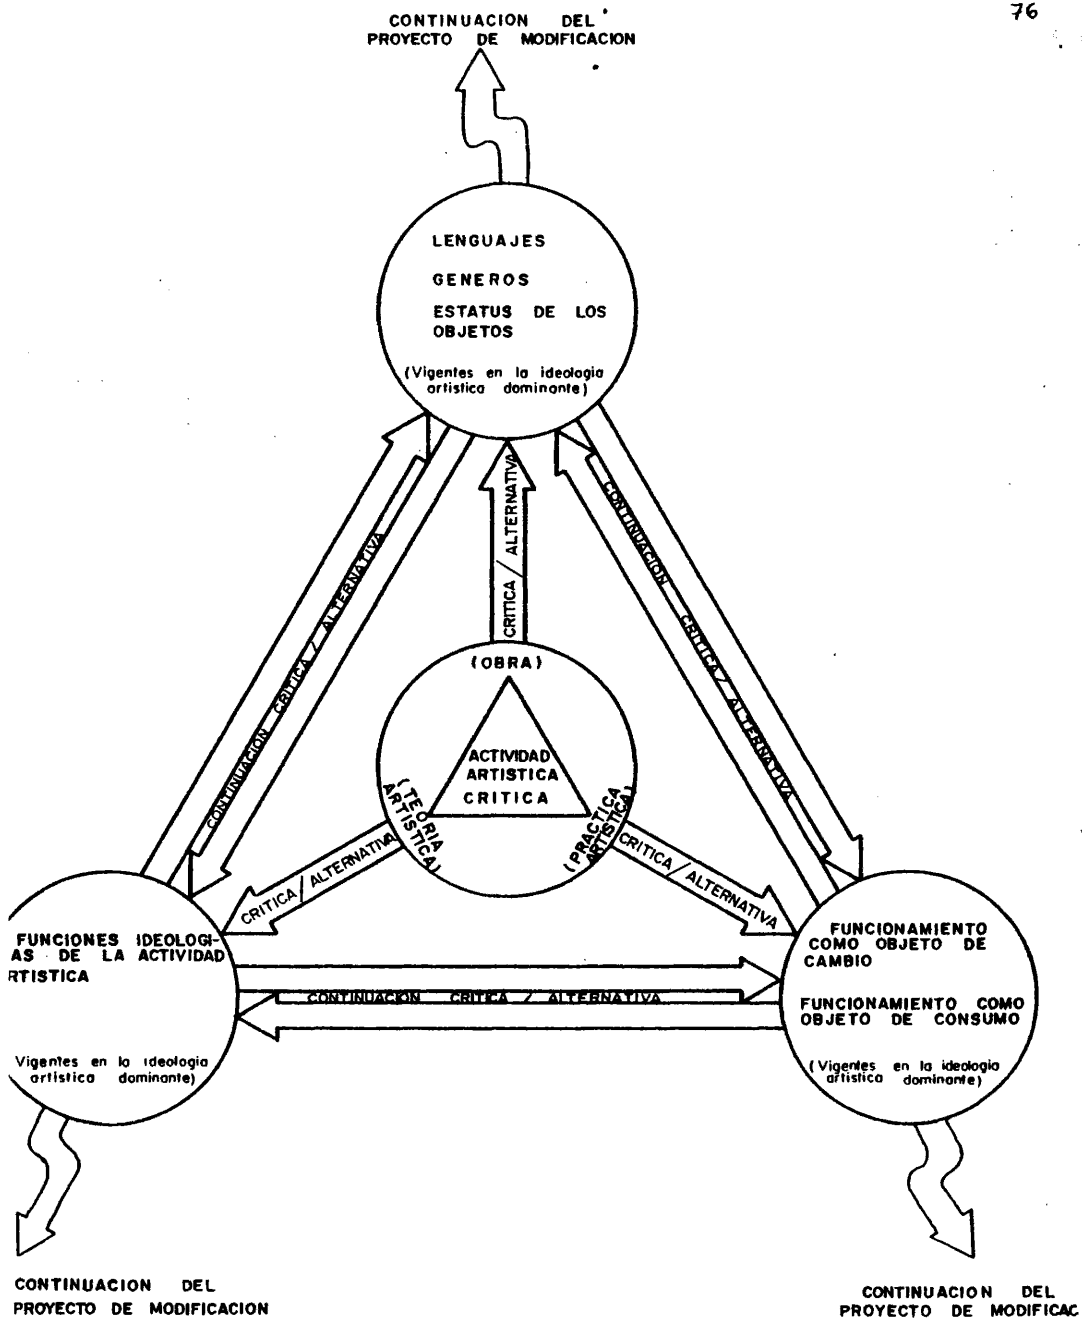 76
CONTINUACION DEL
PROYECTO DE MODIFICACION
LENGUAJES
GENEROS
ESTATUS DE LOS
OBJETOS
(Vigentes en la ideologia
artistica dominante)
CONTINUACION CRITICA / ALTERNATIVA
CRITICA / ALTERNATIVA
CONTINUACION CRITICA / ALTERNATIVA
(OBRA)
ACTIVIDAD
ARTISTICA
CRITICA
(TEORIA
ARTISTICA)
(PRACTICA
ARTISTICA)
CRITICA / ALTERNATIVA
CRITICA / ALTERNATIVA
FUNCIONES IDEOLOGI-
AS DE LA ACTIVIDAD
RTISTICA
Vigentes en la ideologia
artistica dominante)
CONTINUACION CRITICA / ALTERNATIVA
FUNCIONAMIENTO
COMO OBJETO DE
CAMBIO
FUNCIONAMIENTO COMO
OBJETO DE CONSUMO
(Vigentes en la ideologia
artistica dominante)
CONTINUACION DEL
PROYECTO DE MODIFICACION
CONTINUACION DEL
PROYECTO DE MODIFICAC